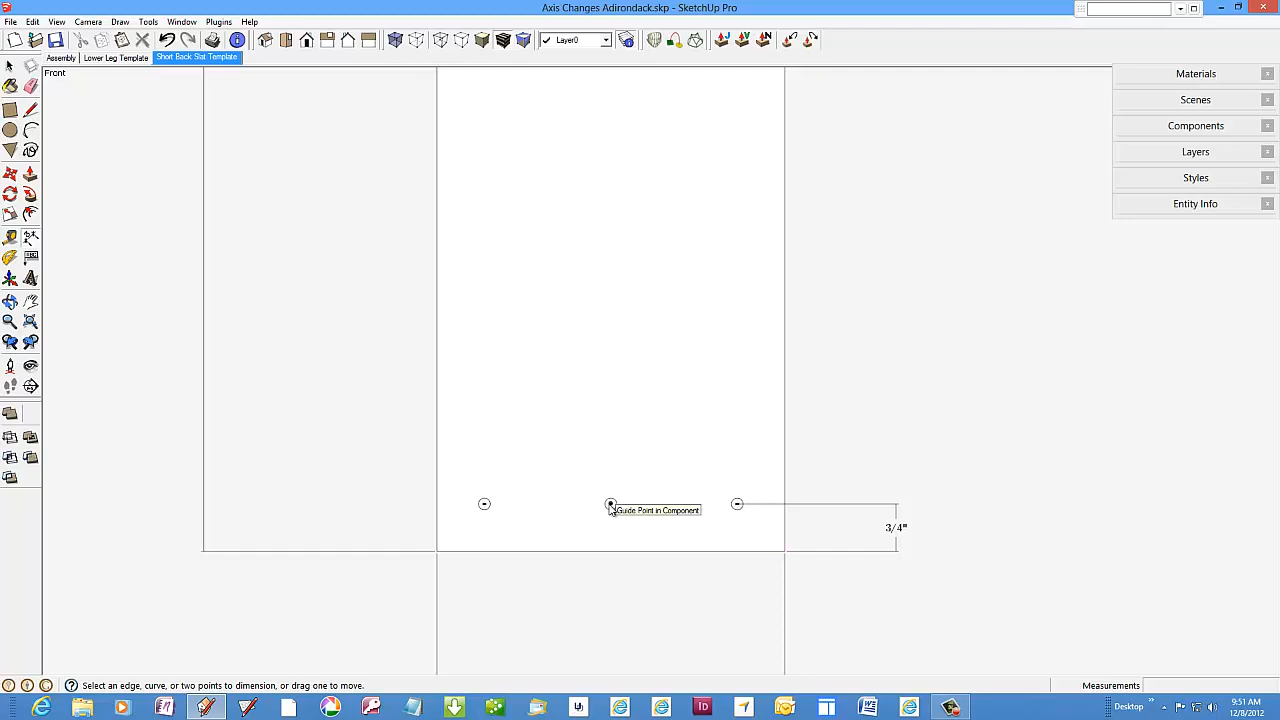 Axis Changes Adirondack.skp - SketchUp Pro
File Edit View Camera Draw Tools Window Plugins Help
Layer0
Assembly Lower Leg Template Short Back Slat Template
Front
Materials
Scenes
Components
Layers
Styles
Entity Info
Guide Point in Component
3/4"
Select an edge, curve, or two points to dimension, or drag one to move.
Measurements
Desktop
9:51 AM
12/8/2012